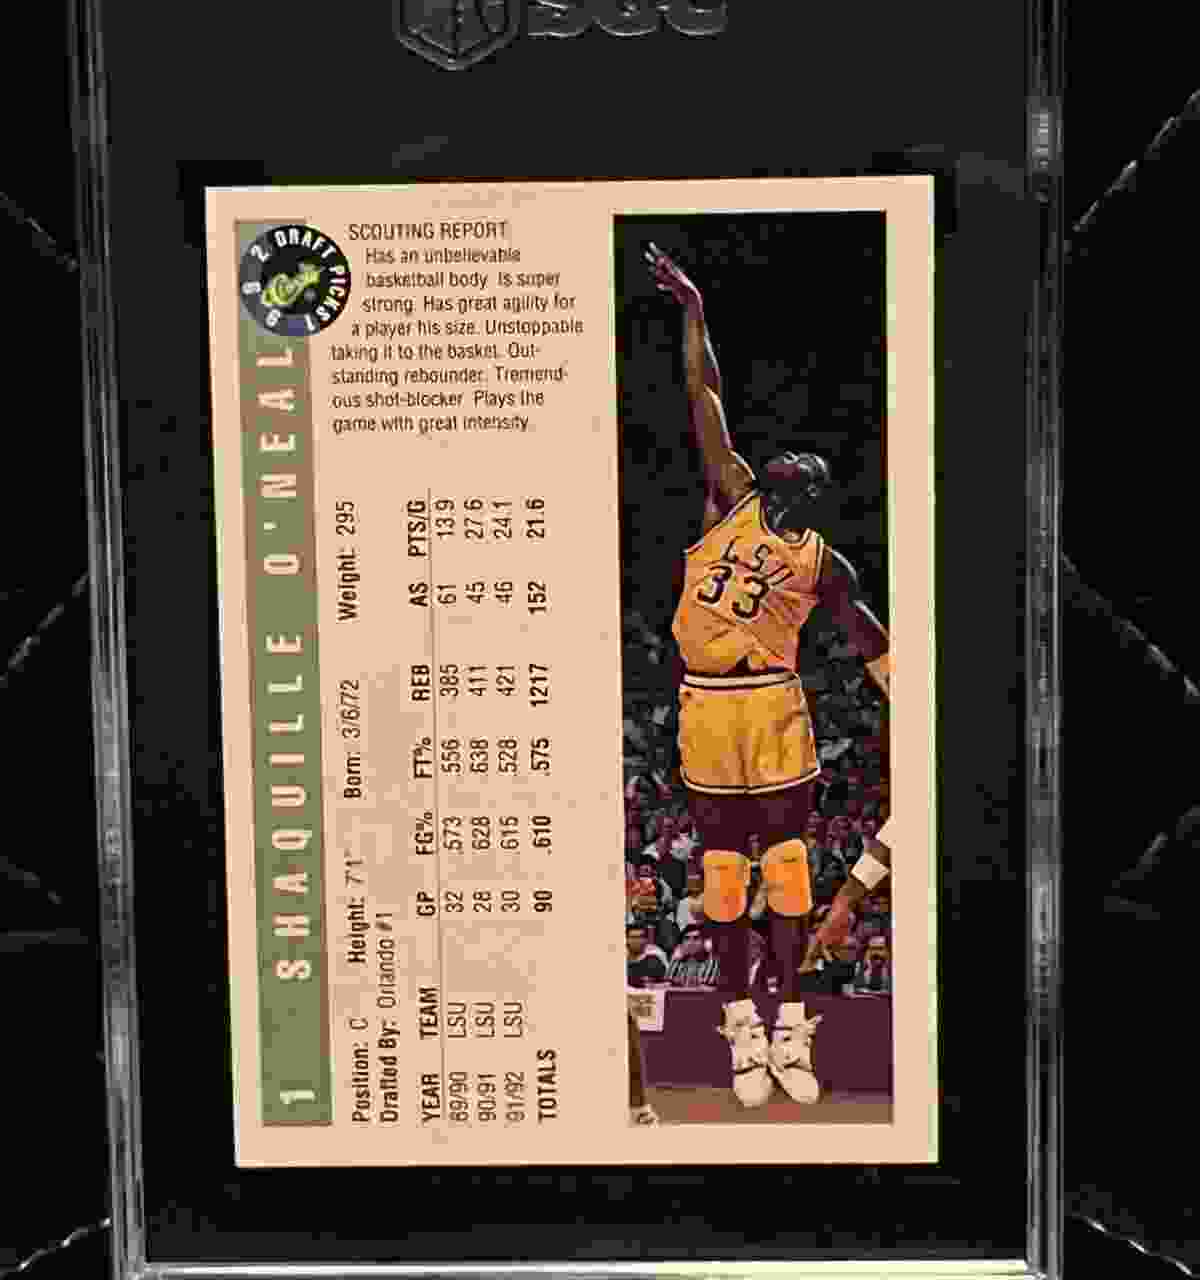 SGC
92 DRAFT PICKS!
Classic
1 SHAQUILLE O'NEAL
SCOUTING REPORT
Has an unbelievable
basketball body. Is super
strong. Has great agility for
a player his size. Unstoppable
taking it to the basket. Out-
standing rebounder. Tremend-
ous shot-blocker. Plays the
game with great intensity.
Position: C Height: 7'1" Born: 3/6/72 Weight: 295
Drafted By: Orlando #1
YEAR TEAM GP FG% FT% REB AS PTS/G
89/90 LSU 32 .573 .556 385 61 13.9
90/91 LSU 28 .628 .638 411 45 27.6
91/92 LSU 30 .615 .528 421 46 24.1
TOTALS 90 .610 .575 1217 152 21.6
LSU
33